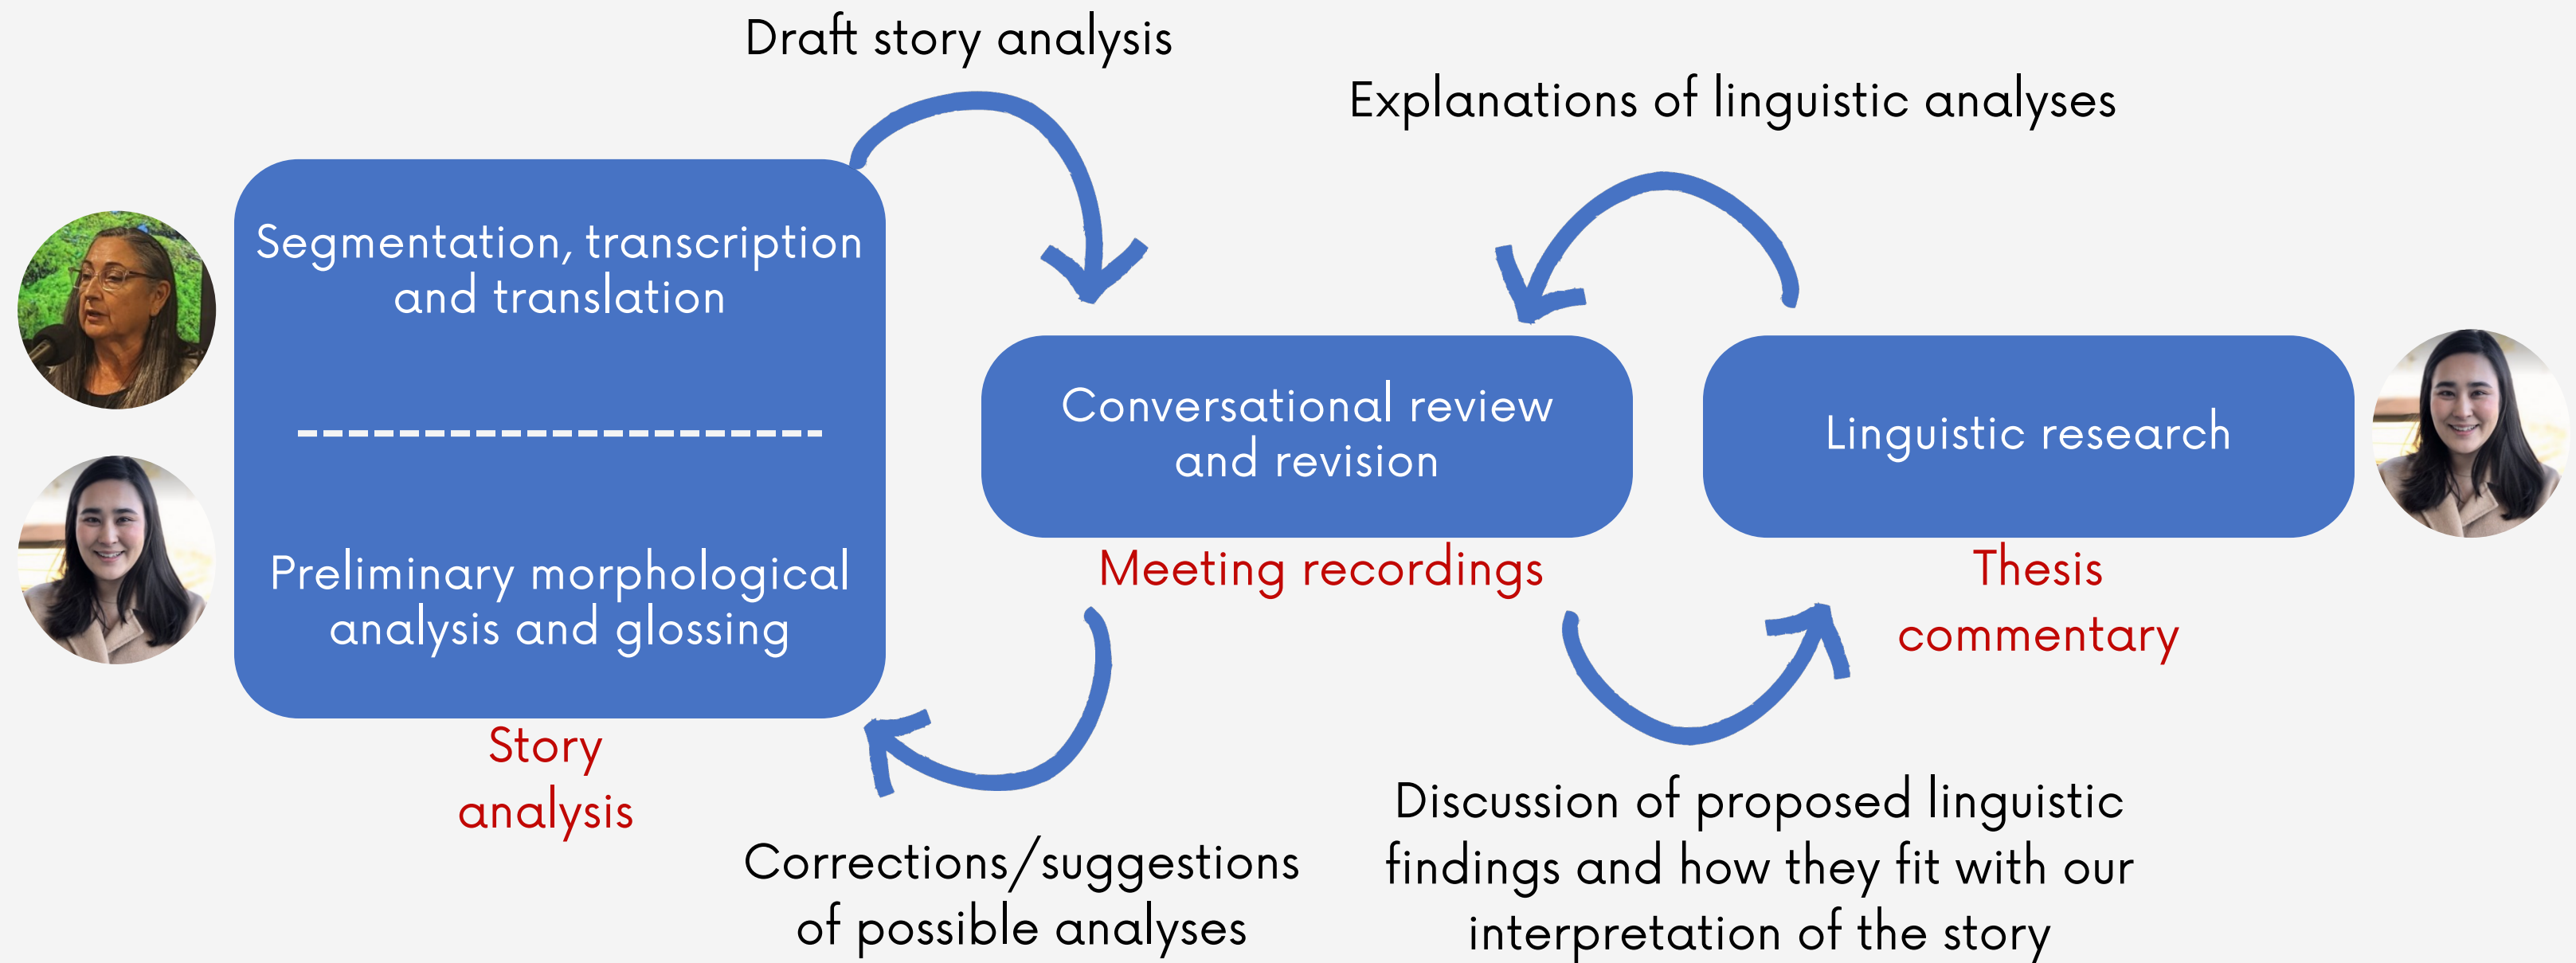 Draft story analysis
Explanations of linguistic analyses
Segmentation, transcription
and translation
Preliminary morphological
analysis and glossing
Story
analysis
Conversational review
and revision
Meeting recordings
Linguistic research
Thesis
commentary
Corrections/suggestions
of possible analyses
Discussion of proposed linguistic
findings and how they fit with our
interpretation of the story